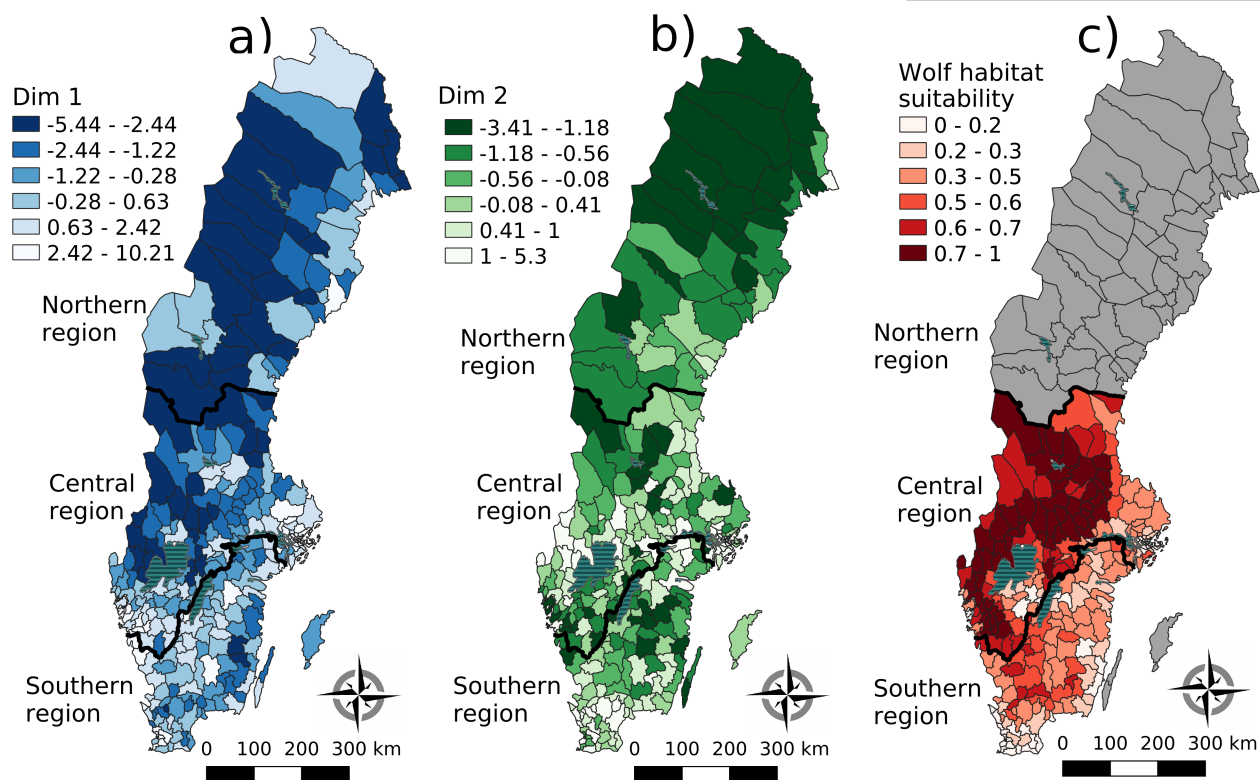 a)
Dim 1
-5.44 - -2.44
-2.44 - -1.22
-1.22 - -0.28
-0.28 - 0.63
0.63 - 2.42
2.42 - 10.21
Northern
region
Central
region
Southern
region
0 100 200 300 km
b)
Dim 2
-3.41 - -1.18
-1.18 - -0.56
-0.56 - -0.08
-0.08 - 0.41
0.41 - 1
1 - 5.3
Northern
region
Central
region
Southern
region
0 100 200 300 km
c)
Wolf habitat
suitability
0 - 0.2
0.2 - 0.3
0.3 - 0.5
0.5 - 0.6
0.6 - 0.7
0.7 - 1
Northern
region
Central
region
Southern
region
0 100 200 300 km